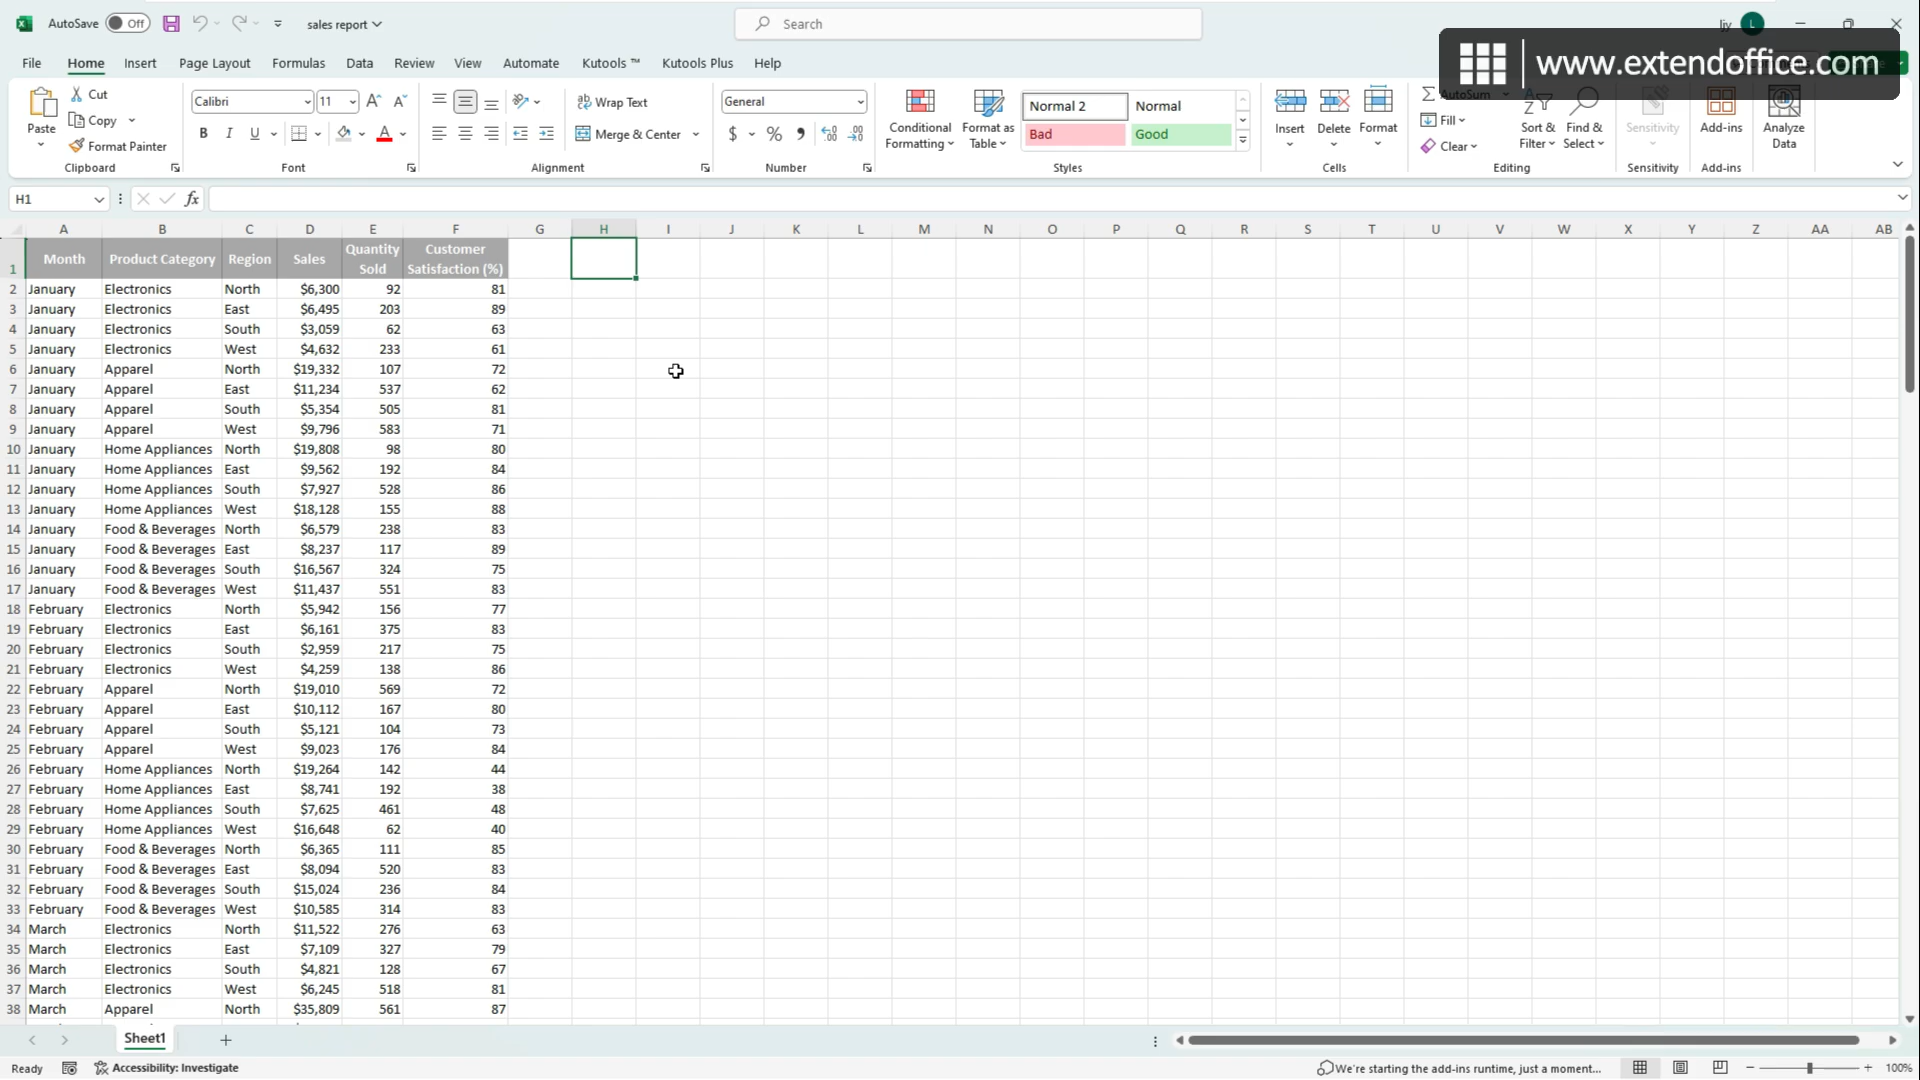 AutoSave Off sales report Search ljy L
www.extendoffice.com
File Home Insert Page Layout Formulas Data Review View Automate Kutools ™ Kutools Plus Help
Paste Cut Copy Format Painter
Clipboard
Calibri 11
B I U A
Font
Wrap Text
Merge & Center
Alignment
General
$ % ,
Number
Conditional Formatting Format as Table
Normal 2 Normal
Bad Good
Styles
Insert Delete Format
Cells
AutoSum
Fill
Clear
Sort & Filter Find & Select
Editing
Sensitivity
Sensitivity
Add-ins
Add-ins
Analyze Data
H1 fx
A B C D E F G H I J K L M N O P Q R S T U V W X Y Z AA AB
1 Month Product Category Region Sales Quantity Sold Customer Satisfaction (%)
2 January Electronics North $6,300 92 81
3 January Electronics East $6,495 203 89
4 January Electronics South $3,059 62 63
5 January Electronics West $4,632 233 61
6 January Apparel North $19,332 107 72
7 January Apparel East $11,234 537 62
8 January Apparel South $5,354 505 81
9 January Apparel West $9,796 583 71
10 January Home Appliances North $19,808 98 80
11 January Home Appliances East $9,562 192 84
12 January Home Appliances South $7,927 528 86
13 January Home Appliances West $18,128 155 88
14 January Food & Beverages North $6,579 238 83
15 January Food & Beverages East $8,237 117 89
16 January Food & Beverages South $16,567 324 75
17 January Food & Beverages West $11,437 551 83
18 February Electronics North $5,942 156 77
19 February Electronics East $6,161 375 83
20 February Electronics South $2,959 217 75
21 February Electronics West $4,259 138 86
22 February Apparel North $19,010 569 72
23 February Apparel East $10,112 167 80
24 February Apparel South $5,121 104 73
25 February Apparel West $9,023 176 84
26 February Home Appliances North $19,264 142 44
27 February Home Appliances East $8,741 192 38
28 February Home Appliances South $7,625 461 48
29 February Home Appliances West $16,648 62 40
30 February Food & Beverages North $6,365 111 85
31 February Food & Beverages East $8,094 520 83
32 February Food & Beverages South $15,024 236 84
33 February Food & Beverages West $10,585 314 83
34 March Electronics North $11,522 276 63
35 March Electronics East $7,109 327 79
36 March Electronics South $4,821 128 67
37 March Electronics West $6,245 518 81
38 March Apparel North $35,809 561 87
Sheet1
Ready Accessibility: Investigate We're starting the add-ins runtime, just a moment... 100%